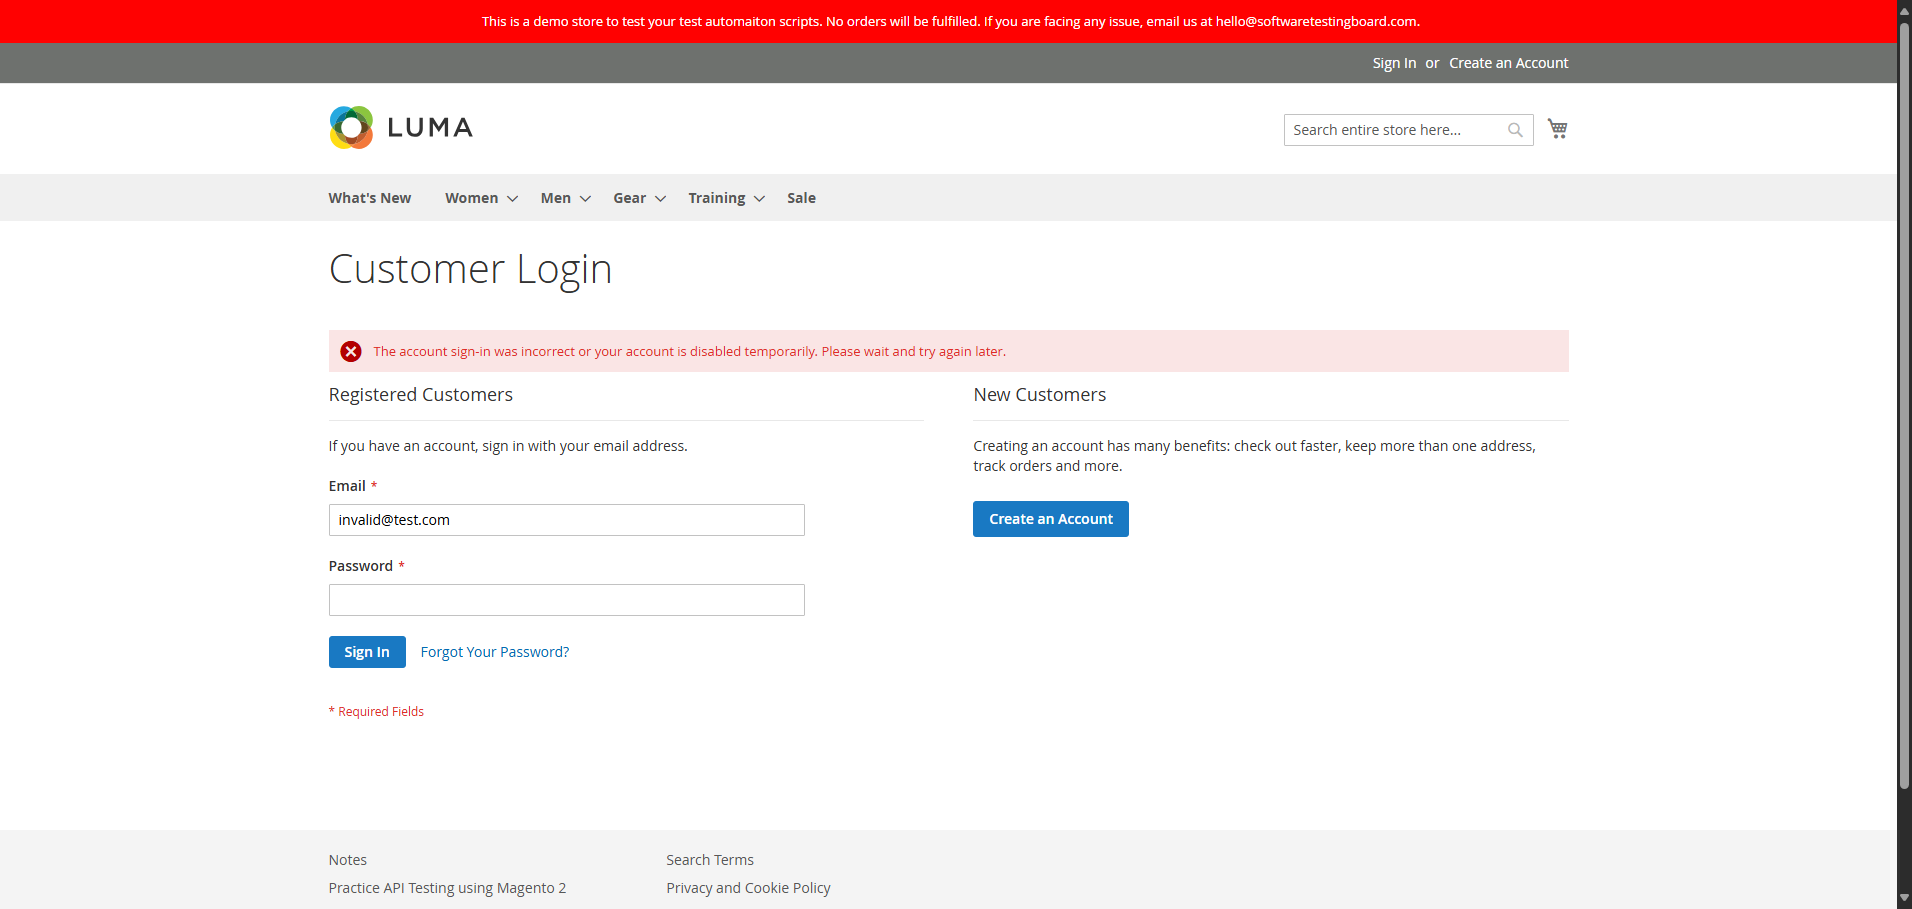 This is a demo store to test your test automaiton scripts. No orders will be fulfilled. If you are facing any issue, email us at hello@softwaretestingboard.com.
Sign In or Create an Account
LUMA
Search entire store here...
What's New Women Men Gear Training Sale
Customer Login
The account sign-in was incorrect or your account is disabled temporarily. Please wait and try again later.
Registered Customers
If you have an account, sign in with your email address.
Email *
invalid@test.com
Password *
Sign In Forgot Your Password?
* Required Fields
New Customers
Creating an account has many benefits: check out faster, keep more than one address,
track orders and more.
Create an Account
Notes
Practice API Testing using Magento 2
Search Terms
Privacy and Cookie Policy